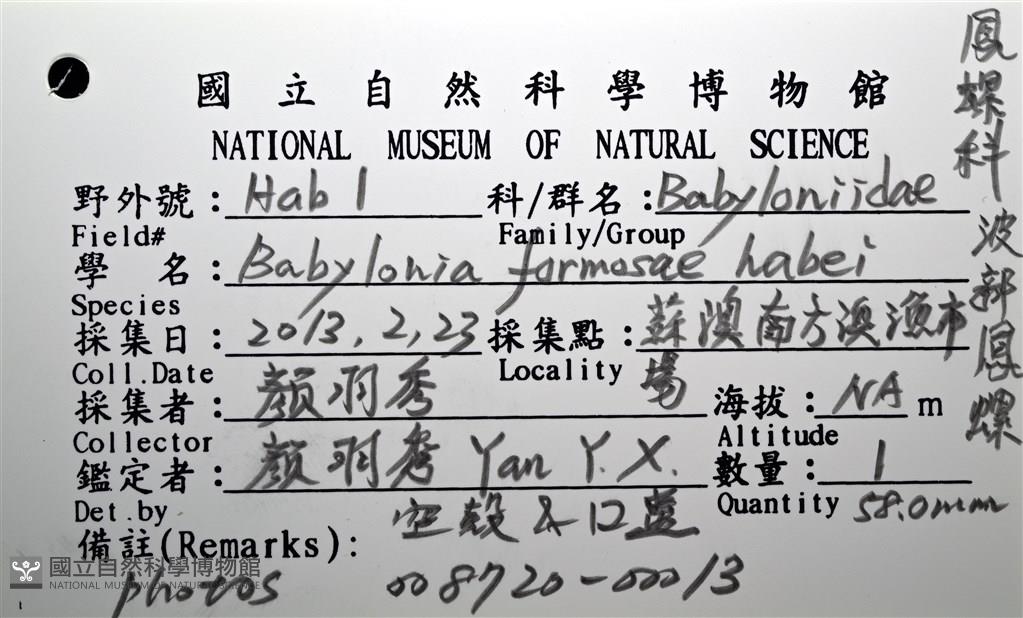 國立自然科學博物館
NATIONAL MUSEUM OF NATURAL SCIENCE
野外號：Hab 1 科/群名：Babyloniidae
Field# Family/Group
學 名：Babylonia formosae habei
Species
採集日：2013, 2, 23 採集點：蘇澳南方澳漁市場
Coll.Date Locality
採集者：顏羽秀 海拔：NA m
Collector Altitude
鑑定者：顏羽秀 Yan Y. X. 數量：1
Det.by Quantity 58.0mm
備註(Remarks)：空殼&口蓋
photos 008720-00013
鳳螺科 波部鳳螺
國立自然科學博物館
NATIONAL MUSEUM OF NATURAL SCIENCE